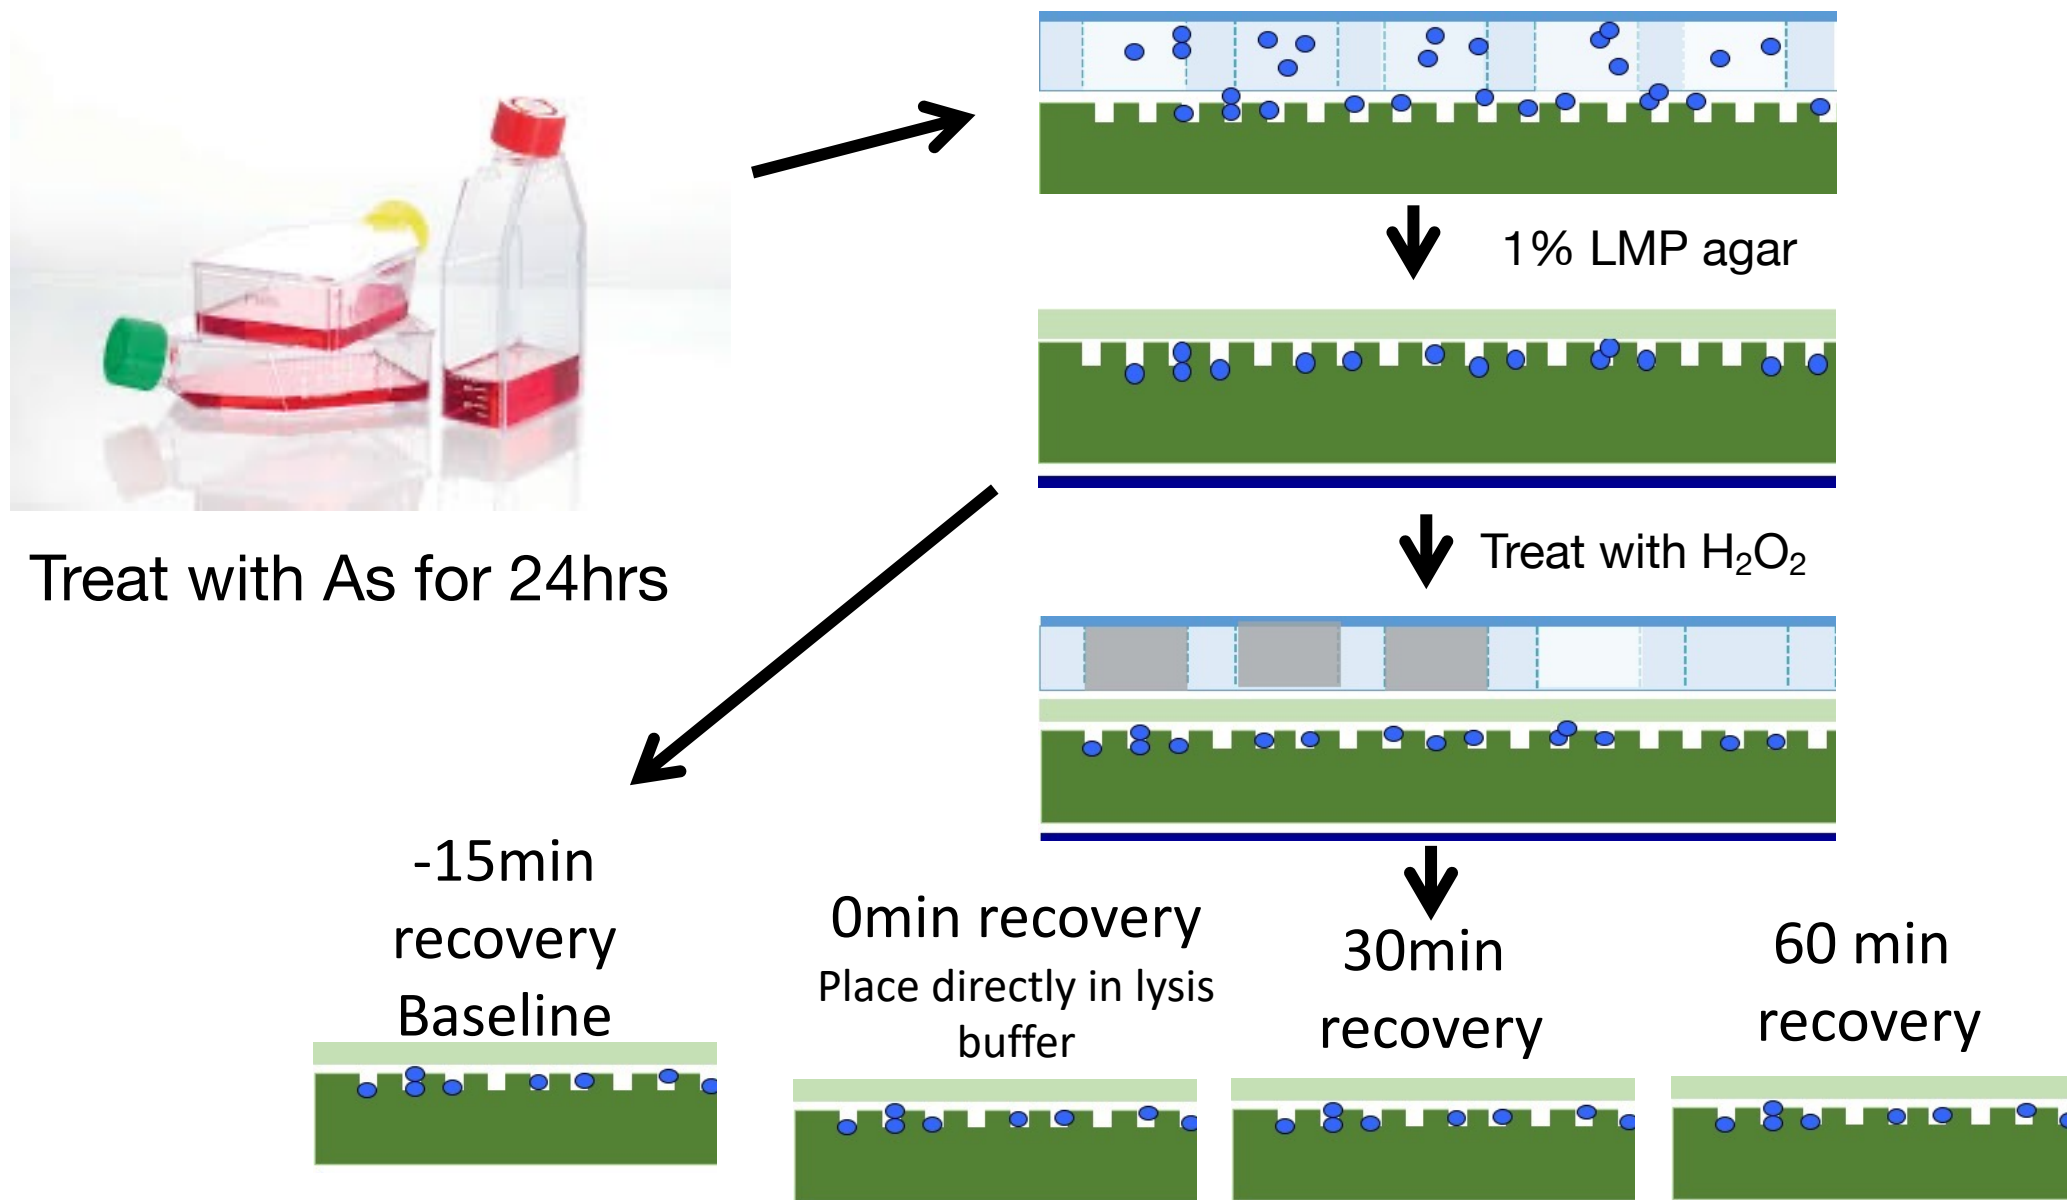 1% LMP agar
Treat with H₂O₂
Treat with As for 24hrs
-15min
recovery
Baseline
0min recovery
Place directly in lysis
buffer
30min
recovery
60 min
recovery